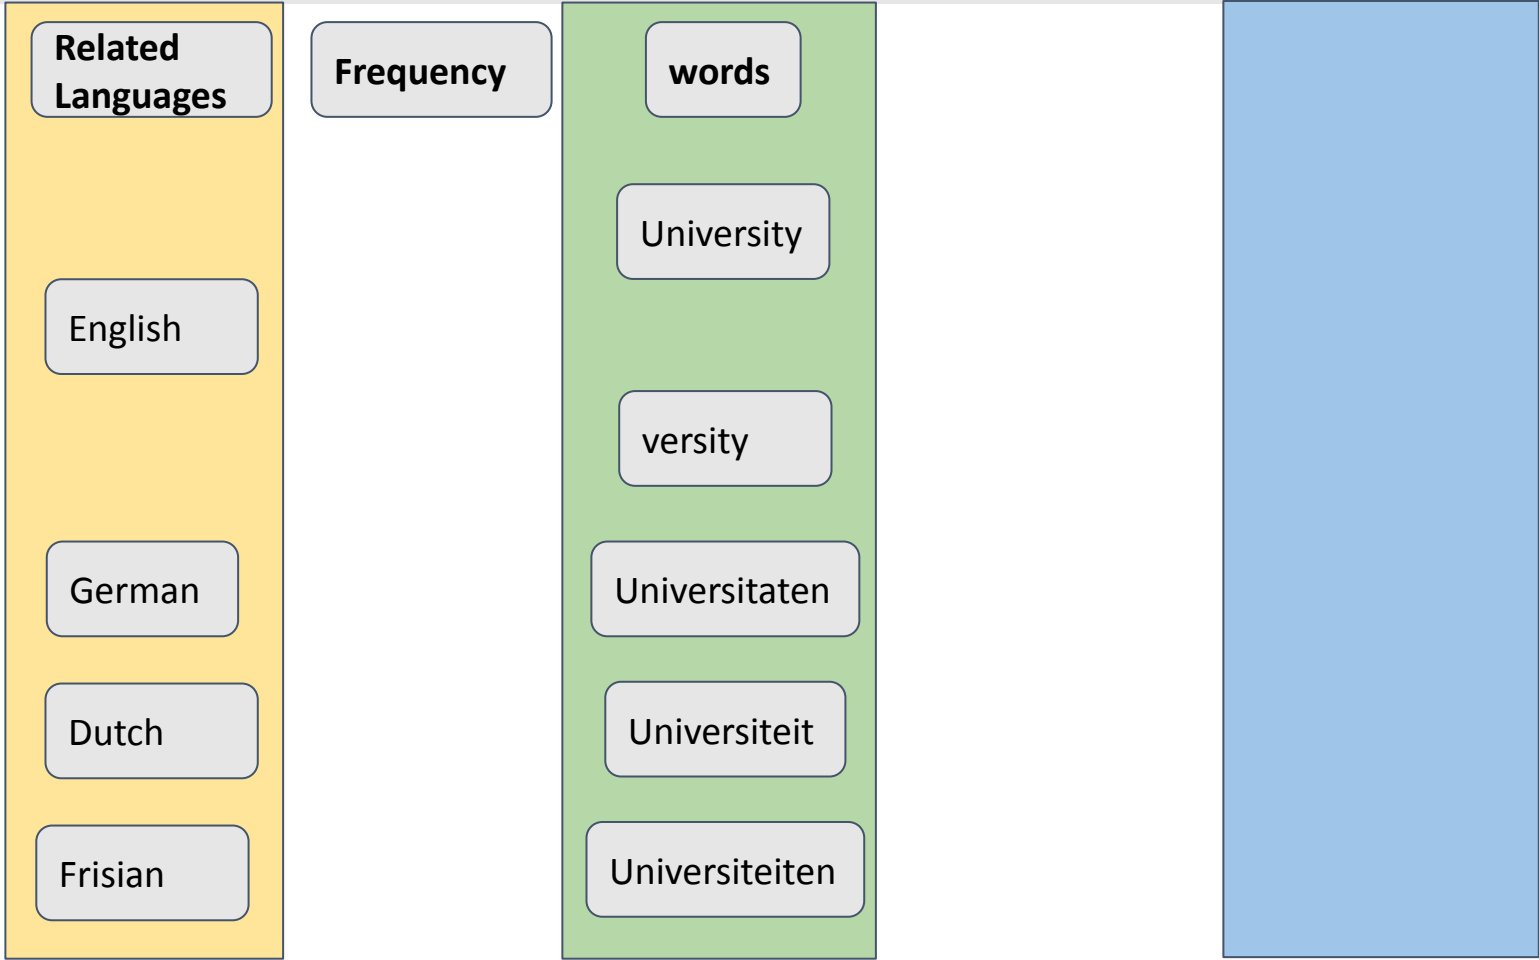 Related
Languages
Frequency
words
University
English
versity
German
Universitaten
Dutch
Universiteit
Frisian
Universiteiten